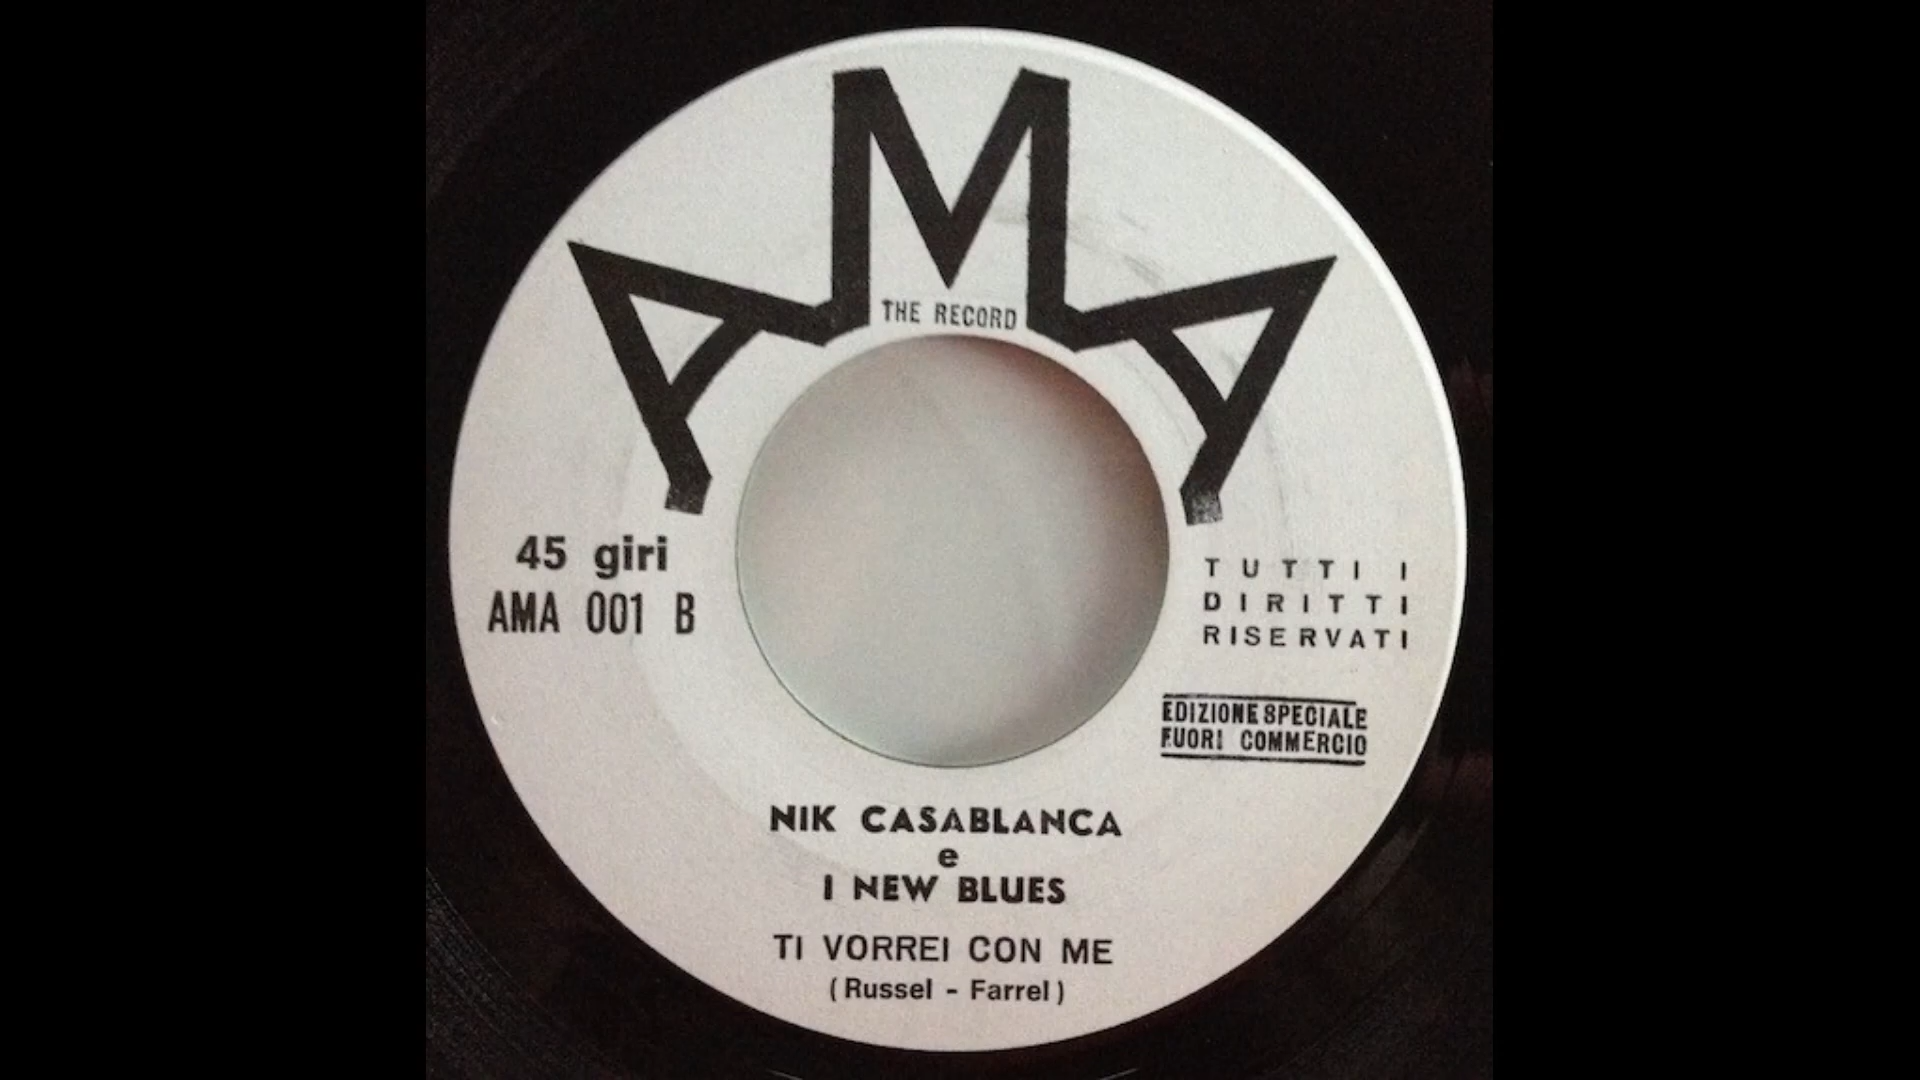 AMA
THE RECORD
45 giri
AMA 001 B
TUTTI I
DIRITTI
RISERVATI
EDIZIONE SPECIALE
FUORI COMMERCIO
NIK CASABLANCA
e
I NEW BLUES
TI VORREI CON ME
(Russel - Farrel)